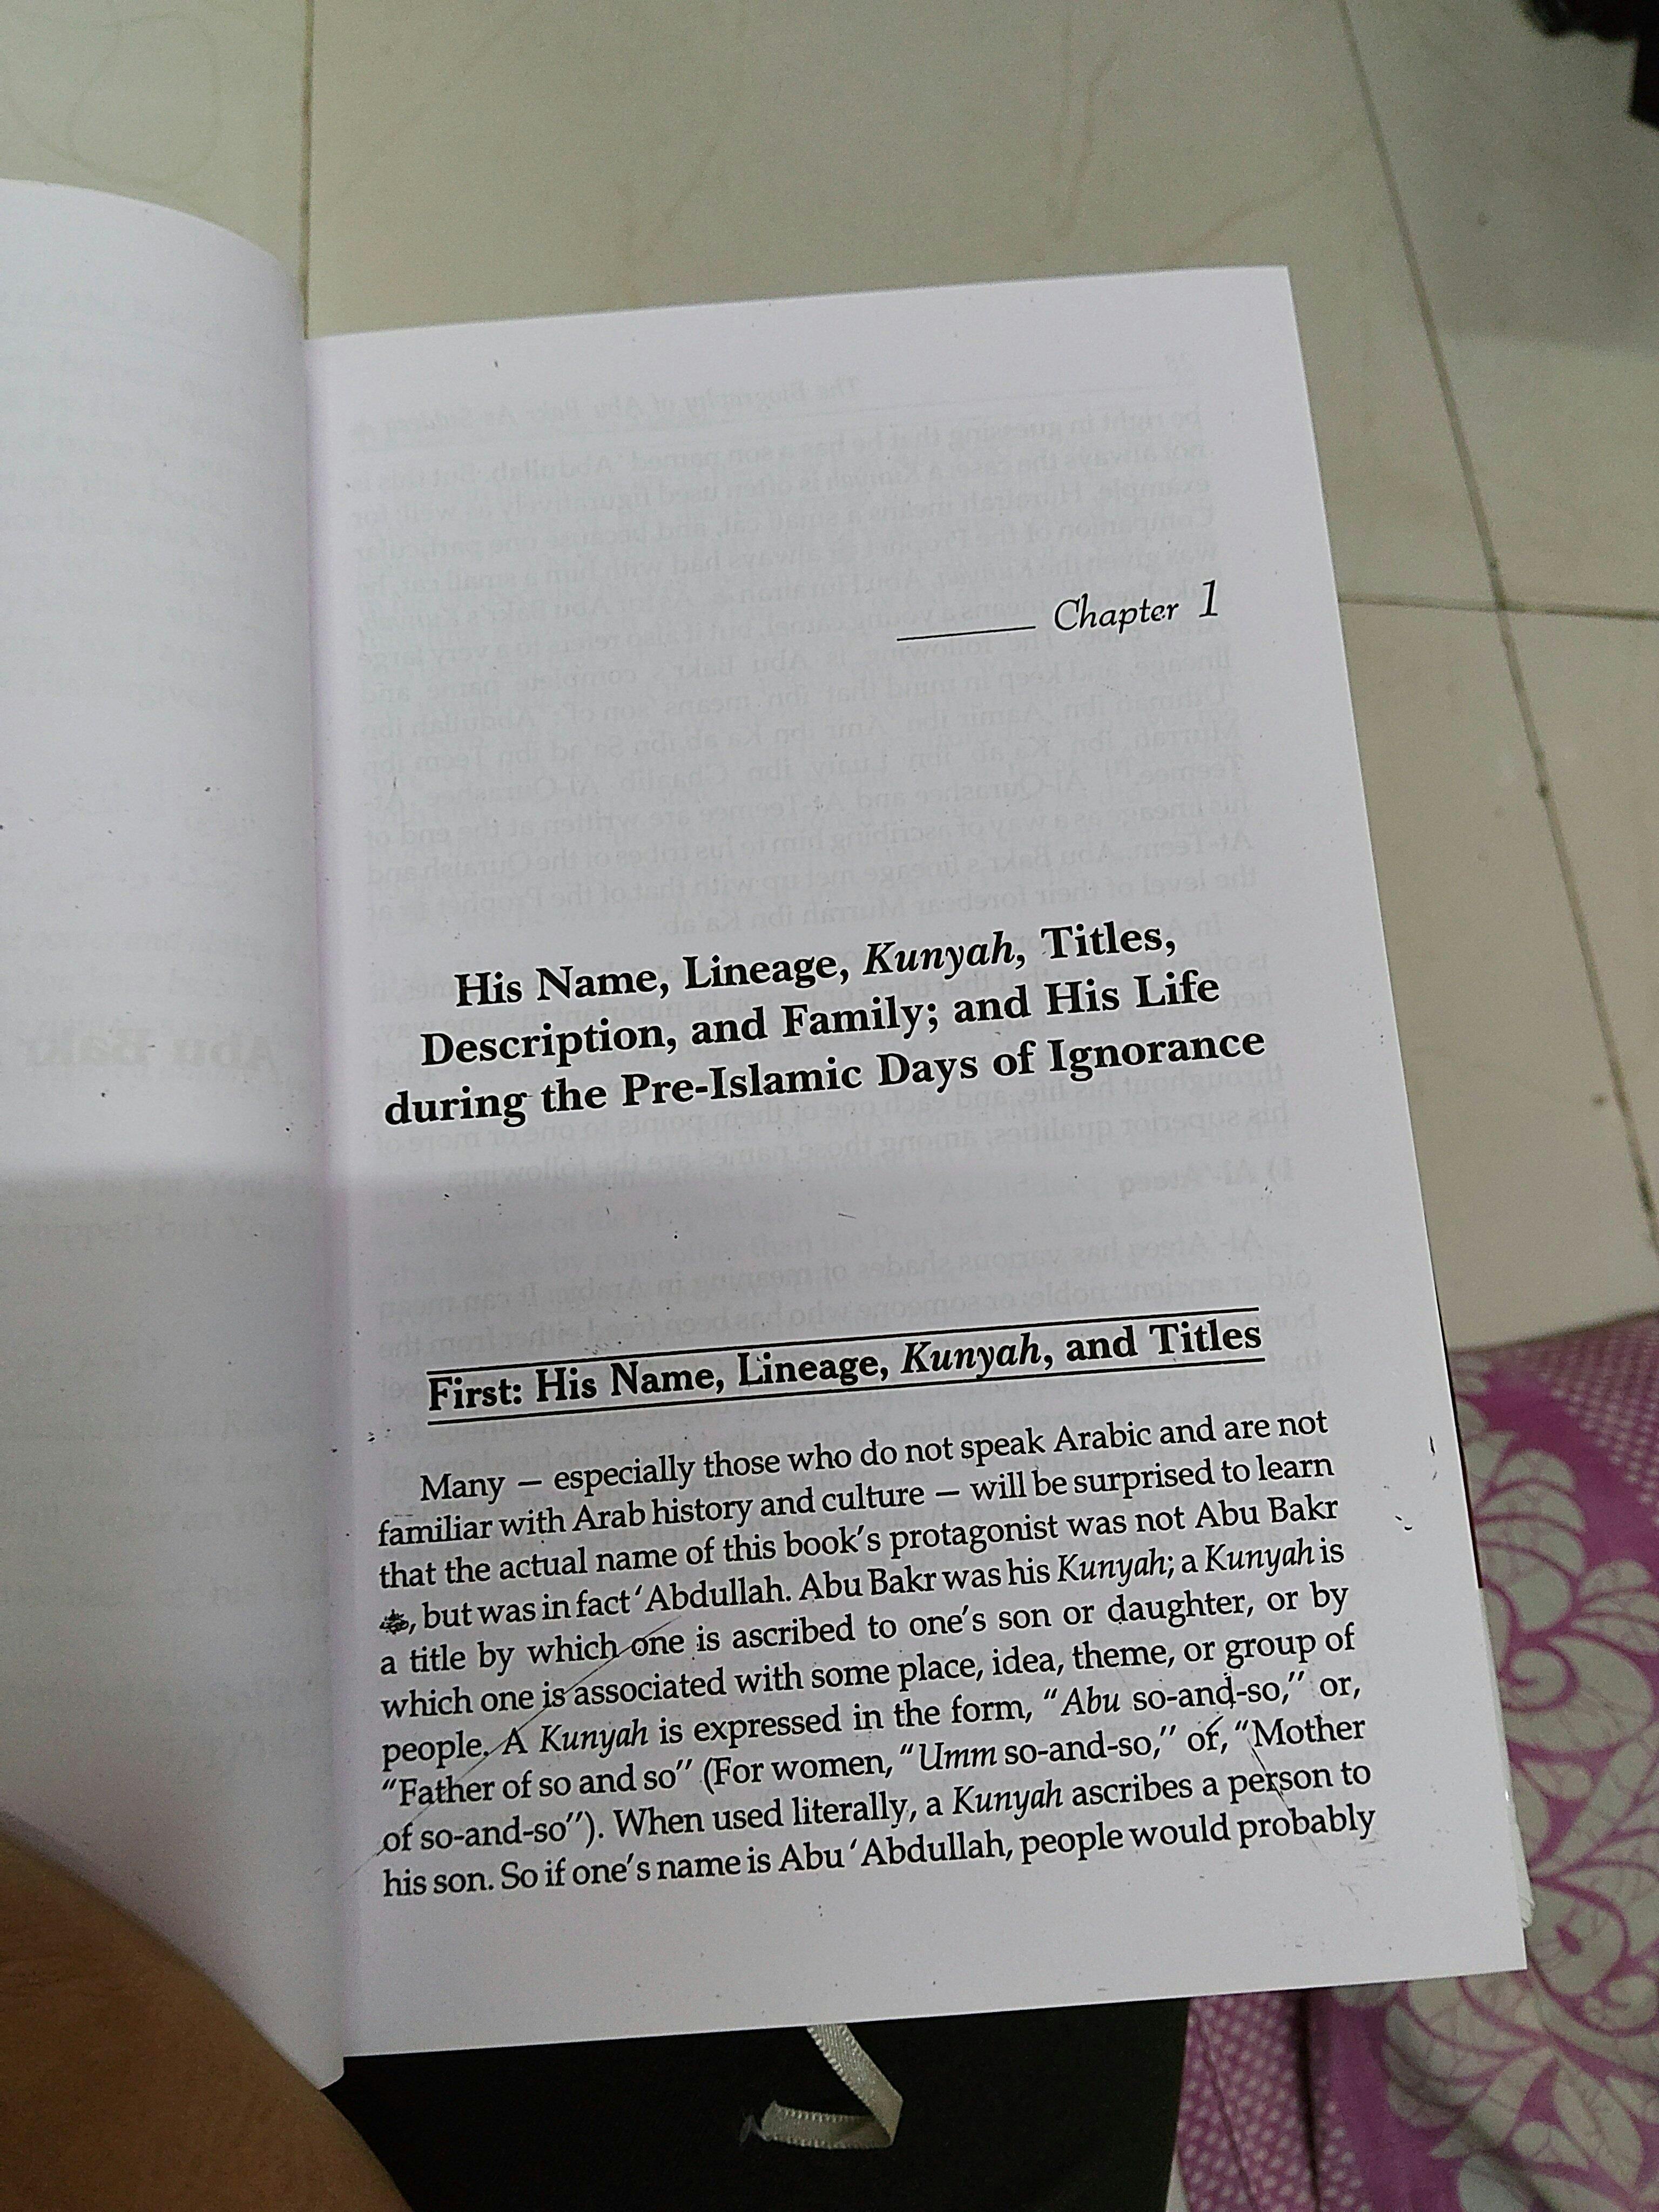 Chapter 1
His Name, Lineage, Kunyah, Titles,
Description, and Family; and His Life
during the Pre-Islamic Days of Ignorance
First: His Name, Lineage, Kunyah, and Titles
Many — especially those who do not speak Arabic and are not
familiar with Arab history and culture — will be surprised to learn
that the actual name of this book's protagonist was not Abu Bakr
, but was in fact 'Abdullah. Abu Bakr was his Kunyah; a Kunyah is
a title by which one is ascribed to one's son or daughter, or by
which one is associated with some place, idea, theme, or group of
people. A Kunyah is expressed in the form, "Abu so-and-so," or,
"Father of so and so" (For women, "Umm so-and-so," or, "Mother
of so-and-so"). When used literally, a Kunyah ascribes a person to
his son. So if one's name is Abu 'Abdullah, people would probably